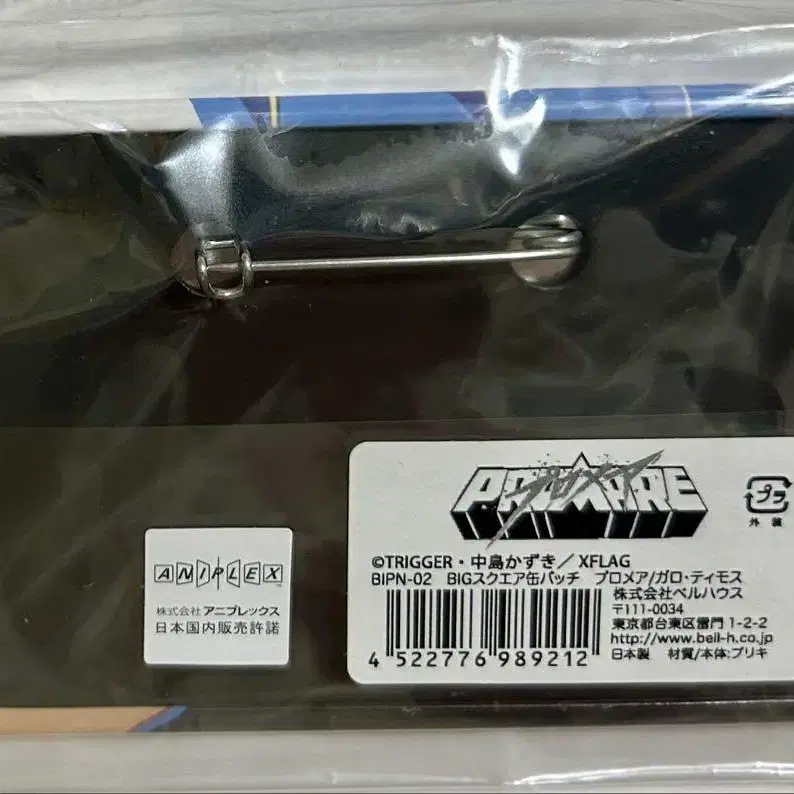 PROMARE
プロメア
プラ
外装
©TRIGGER・中島かずき/XFLAG
BIPN-02 BIGスクエア缶バッチ プロメア/ガロ・ティモス
株式会社ベルハウス
〒111-0034
東京都台東区雷門1-2-2
http://www.bell-h.co.jp
日本製 材質/本体:ブリキ
4 522776 989212
ANIPLEX
株式会社 アニプレックス
日本国内販売許諾